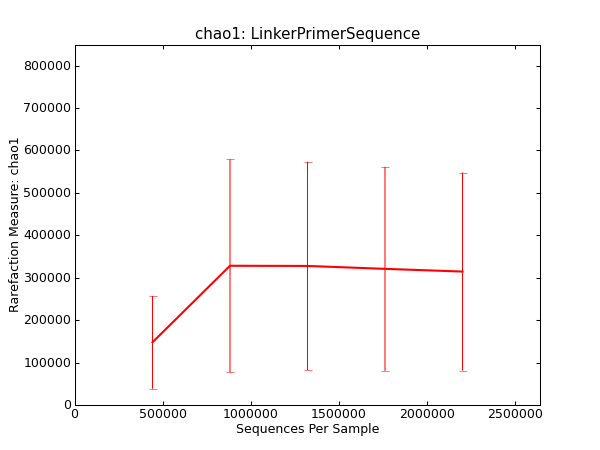 chao1: LinkerPrimerSequence
Rarefaction Measure: chao1
800000
700000
600000
500000
400000
300000
200000
100000
0
0 500000 1000000 1500000 2000000 2500000
Sequences Per Sample